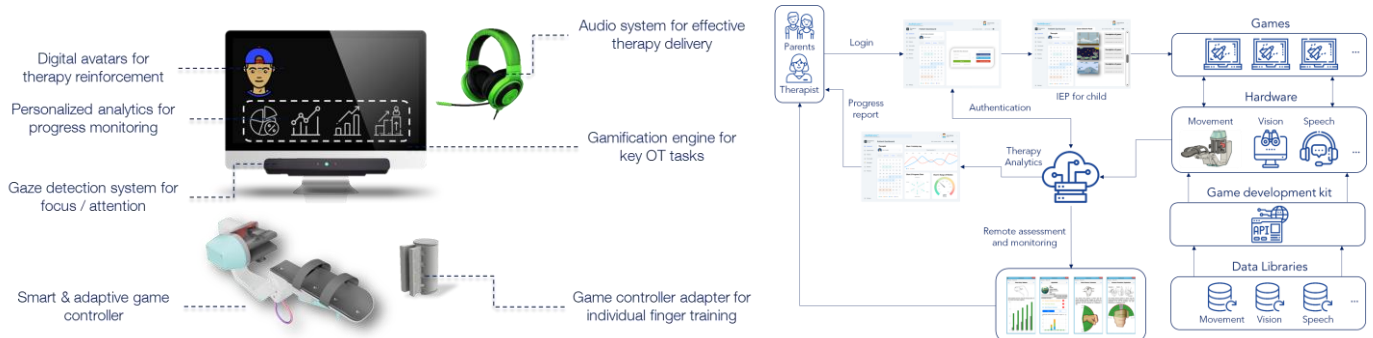 Digital avatars for
therapy reinforcement
Personalized analytics for
progress monitoring
Gaze detection system for
focus / attention
Smart & adaptive game
controller
Audio system for effective
therapy delivery
Gamification engine for
key OT tasks
Game controller adapter for
individual finger training
Parents
Therapist
Login
Progress
report
Authentication
IEP for child
Therapy
Analytics
Remote assessment
and monitoring
Games
...
Hardware
Movement
Vision
Speech
...
Game development kit
API
Data Libraries
Movement
Vision
Speech
...